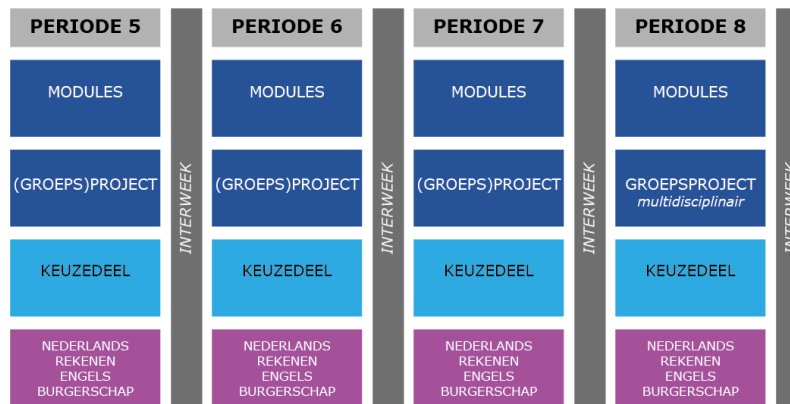 PERIODE 5
MODULES
(GROEPS)PROJECT
KEUZEDEEL
NEDERLANDS
REKENEN
ENGELS
BURGERSCHAP
INTERWEEK
PERIODE 6
MODULES
(GROEPS)PROJECT
KEUZEDEEL
NEDERLANDS
REKENEN
ENGELS
BURGERSCHAP
INTERWEEK
PERIODE 7
MODULES
(GROEPS)PROJECT
KEUZEDEEL
NEDERLANDS
REKENEN
ENGELS
BURGERSCHAP
INTERWEEK
PERIODE 8
MODULES
GROEPSPROJECT
multidisciplinair
KEUZEDEEL
NEDERLANDS
REKENEN
ENGELS
BURGERSCHAP
INTERWEEK